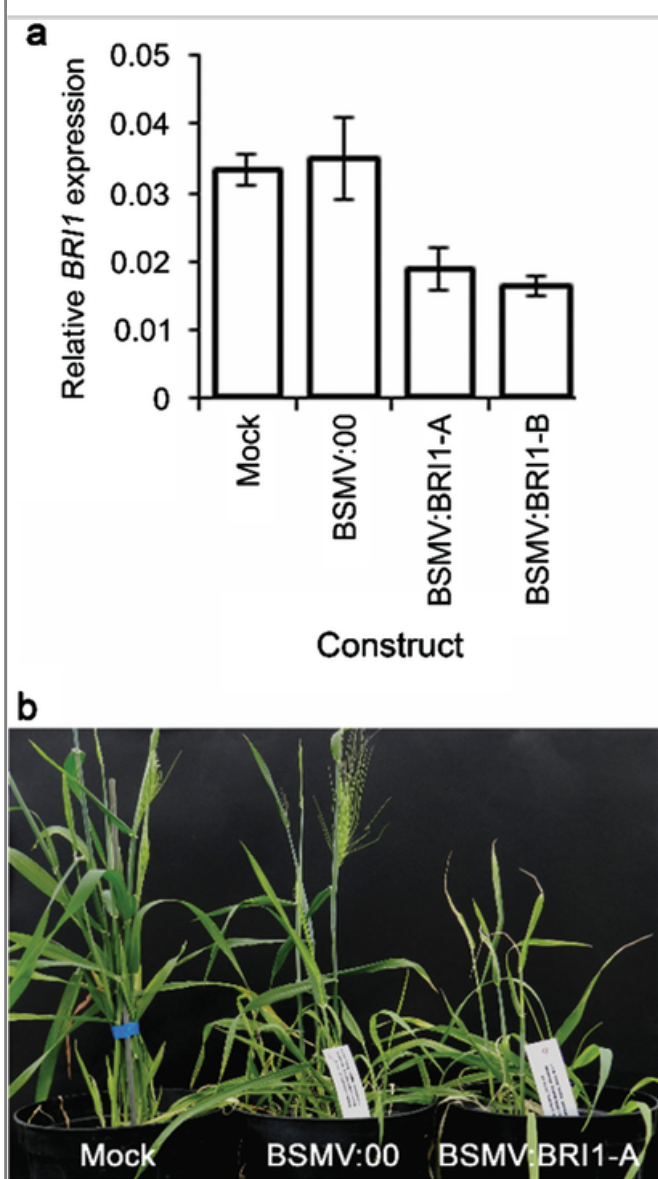 a
0.05
0.04
0.03
0.02
0.01
0
Relative BRI1 expression
Mock
BSMV:00
BSMV:BRI1-A
BSMV:BRI1-B
Construct
b
Mock BSMV:00 BSMV:BRI1-A